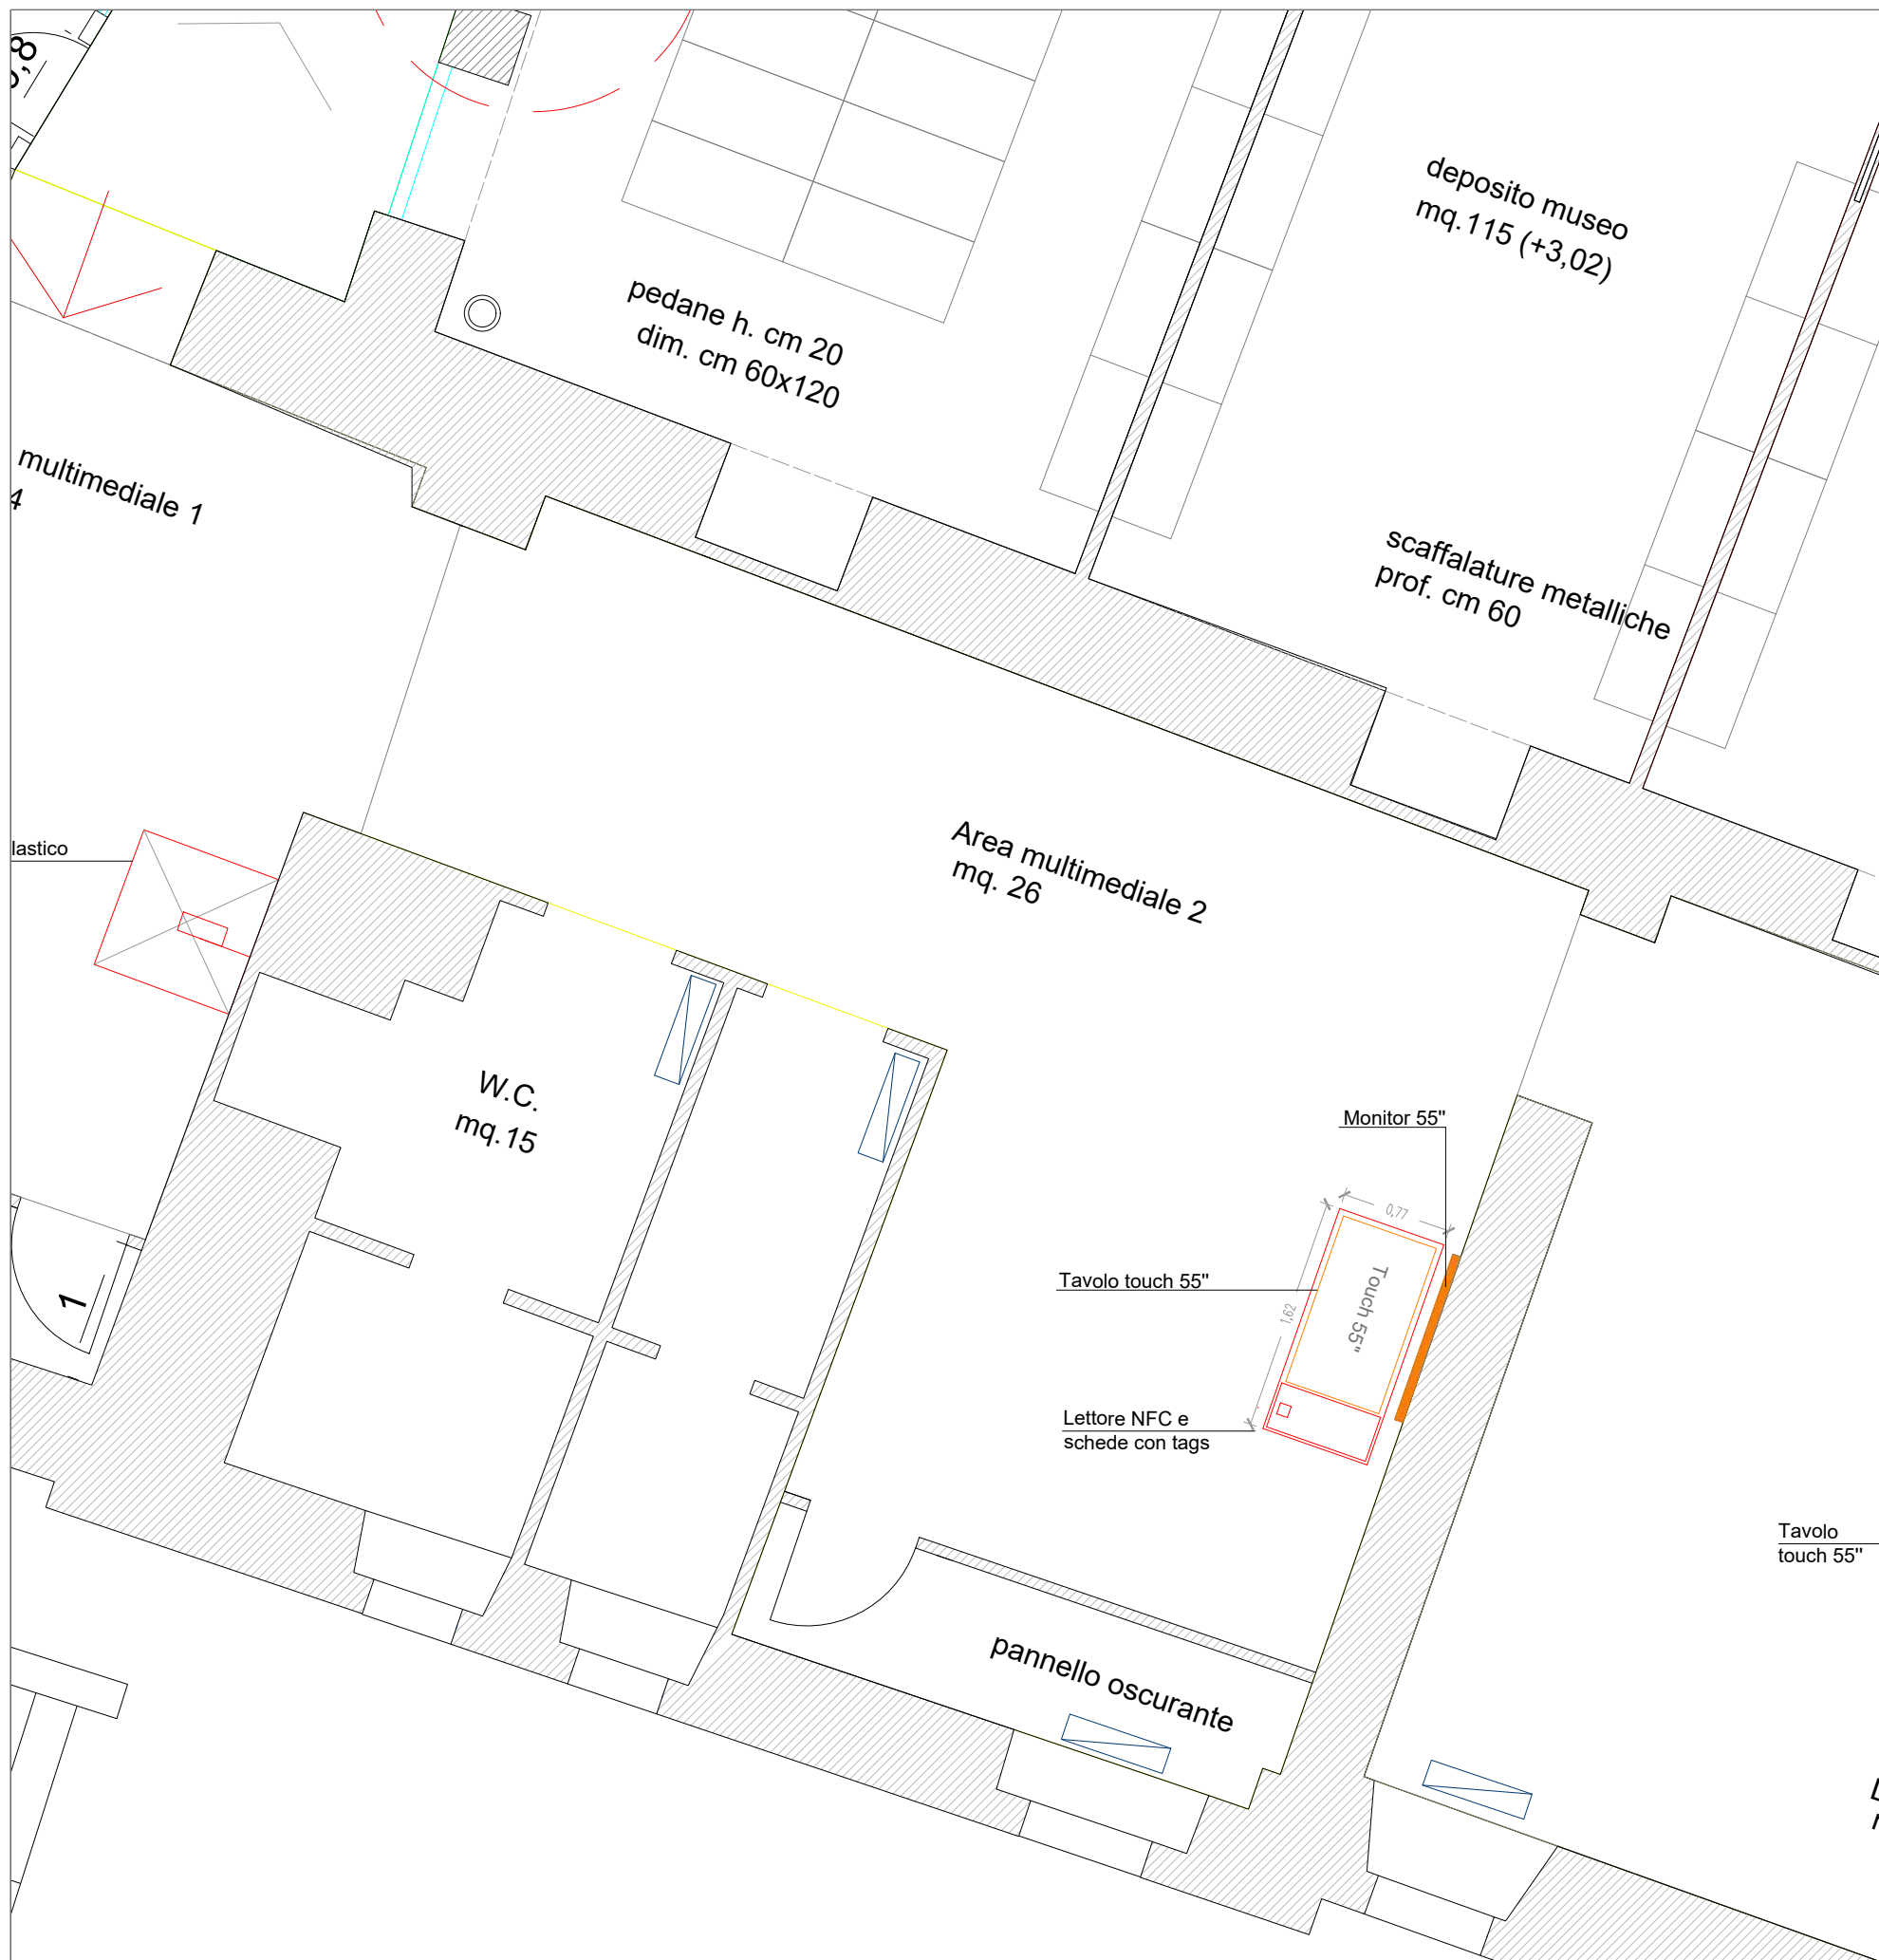 deposito museo
mq.115 (+3,02)
pedane h. cm 20
dim. cm 60x120
multimediale 1
4
scaffalature metalliche
prof. cm 60
lastico
Area multimediale 2
mq. 26
W.C.
mq.15
Monitor 55"
0,77
Tavolo touch 55"
Touch 55"
1,62
1
Lettore NFC e
schede con tags
Tavolo
touch 55"
pannello oscurante